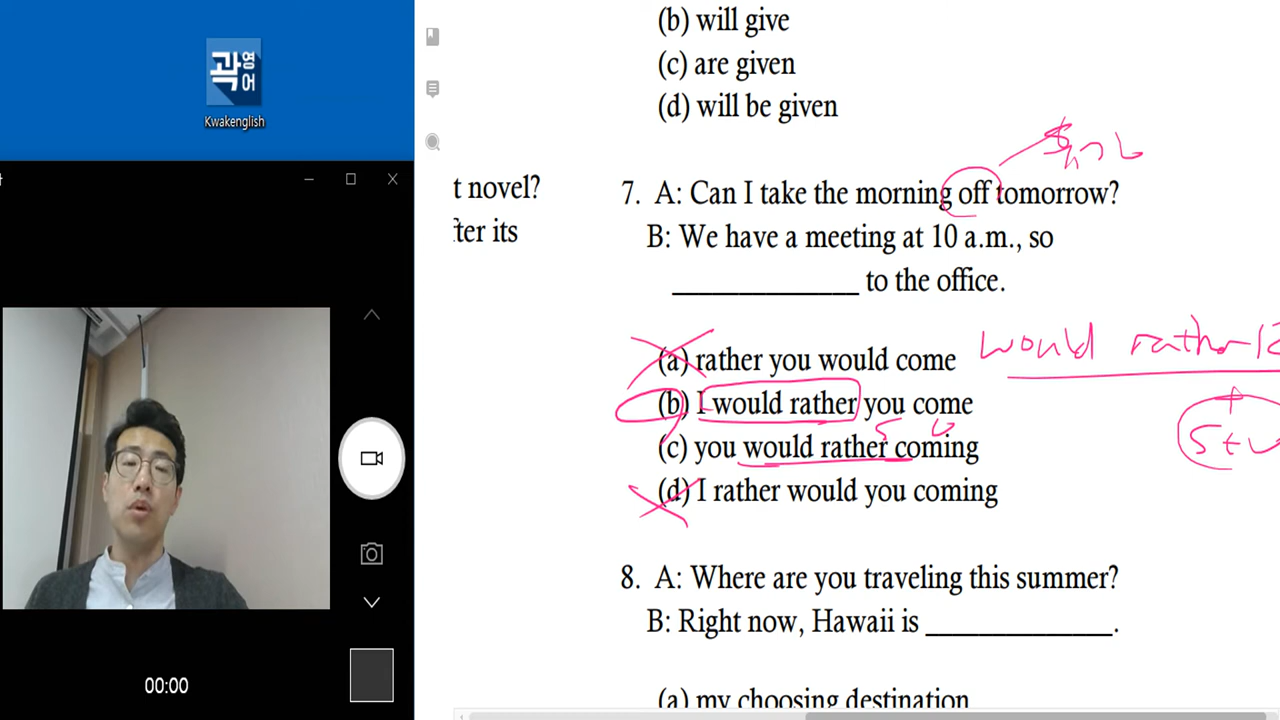 곽영어
Kwakenglish
00:00
t novel?
fter its
(b) will give
(c) are given
(d) will be given
7. A: Can I take the morning off tomorrow?
B: We have a meeting at 10 a.m., so
______________ to the office.
(a) rather you would come
(b) I would rather you come
(c) you would rather coming
(d) I rather would you coming
would rather
S+V
S
8. A: Where are you traveling this summer?
B: Right now, Hawaii is ______________.
(a) my choosing destination